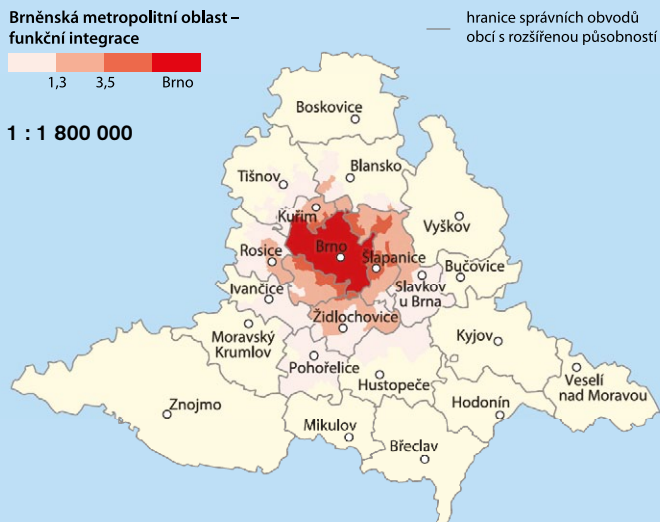 Brněnská metropolitní oblast –
funkční integrace
1,3 3,5 Brno
1 : 1 800 000
hranice správních obvodů
obcí s rozšířenou působností
Boskovice
Blansko
Tišnov
Kuřim
Vyškov
Brno
Rosice
Šlapanice
Bučovice
Slavkov
u Brna
Ivančice
Židlochovice
Moravský
Krumlov
Kyjov
Pohořelice
Hustopeče
Veselí
nad Moravou
Znojmo
Hodonín
Mikulov
Břeclav